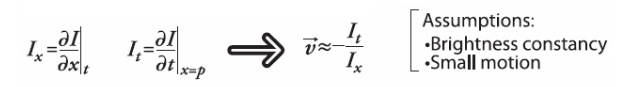 I_x = ∂I/∂x|_t   I_t = ∂I/∂t|_{x=p}   ⇒   v⃗ ≈ − I_t/I_x
Assumptions:
•Brightness constancy
•Small motion